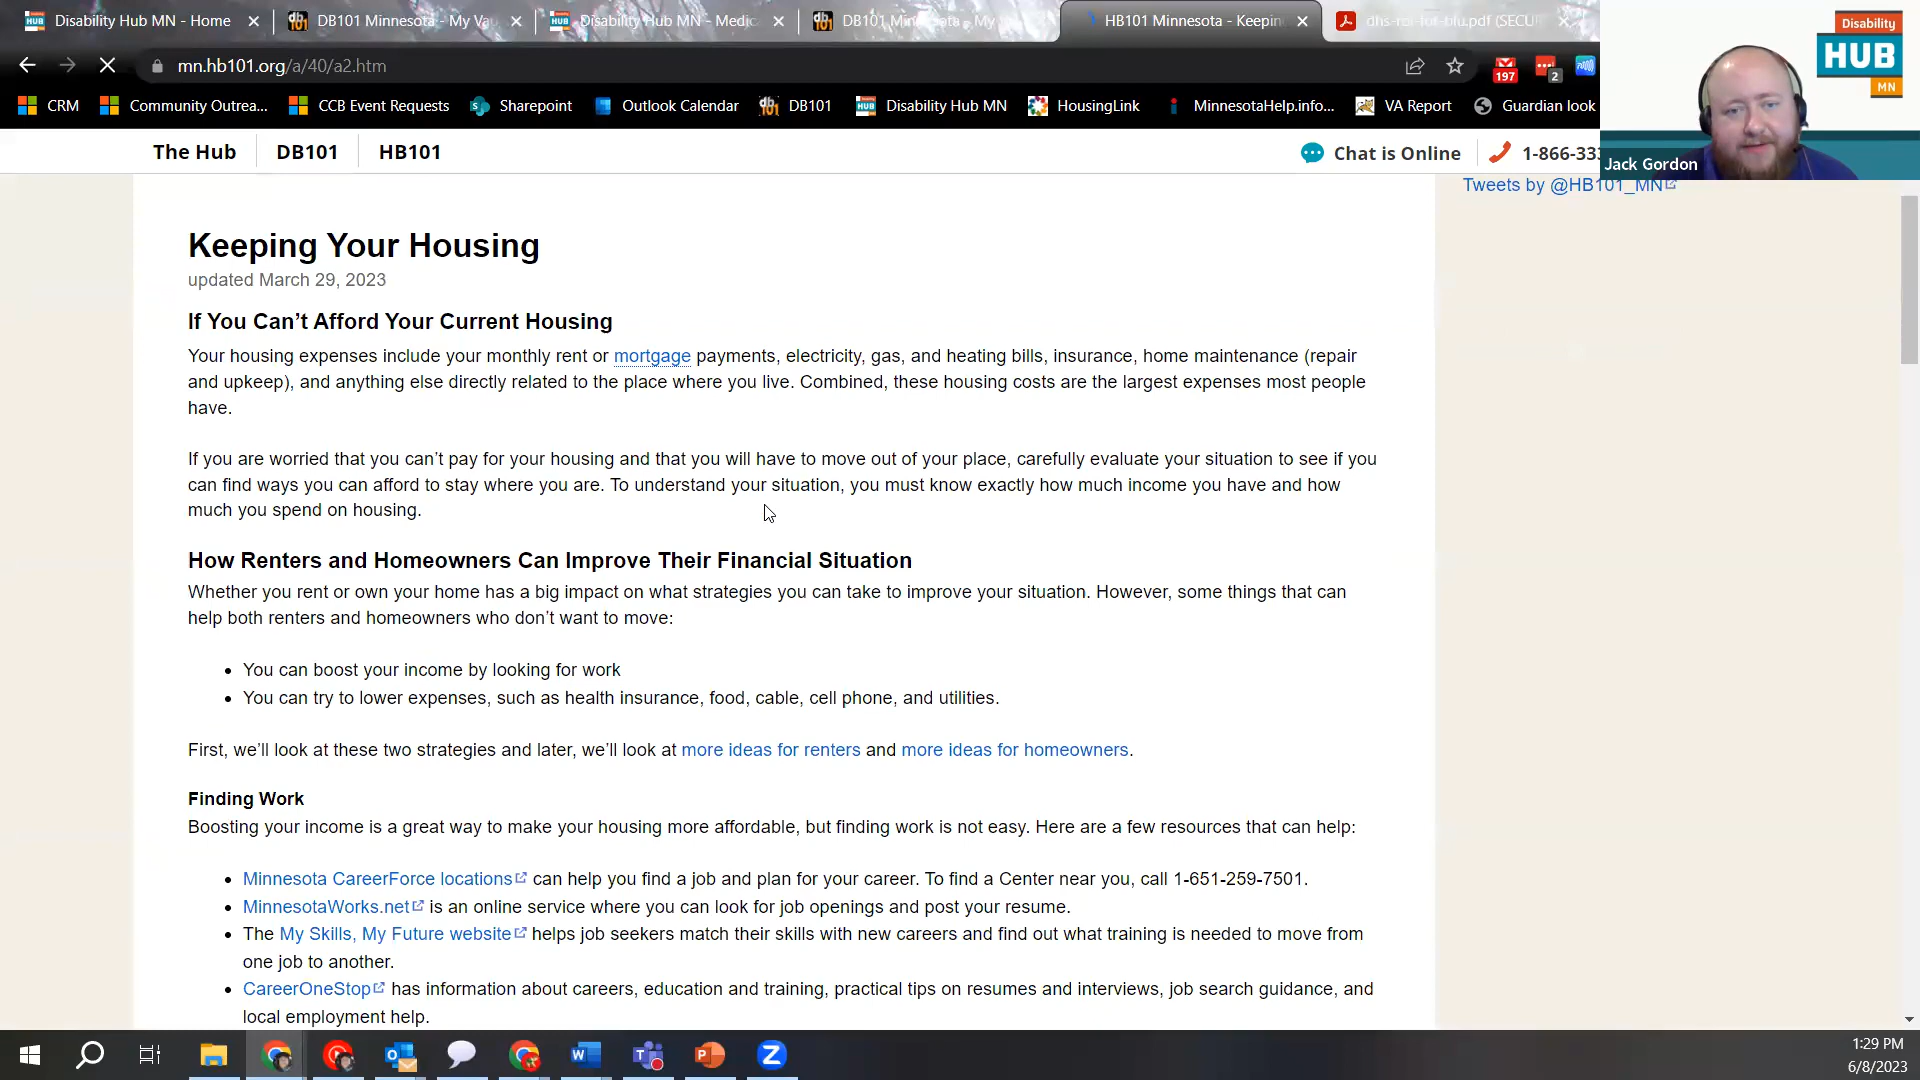 Disability Hub MN - Home
DB101 Minnesota - My Va
Disability Hub MN - Medic
DB101 Minnesota - My
HB101 Minnesota - Keepin
(SECU
Disability
HUB
MN
mn.hb101.org/a/40/a2.htm
197
2
CRM
Community Outrea...
CCB Event Requests
Sharepoint
Outlook Calendar
DB101
Disability Hub MN
HousingLink
MinnesotaHelp.info...
VA Report
Guardian look
The Hub
DB101
HB101
Chat is Online
1-866-333
Jack Gordon
Tweets by @HB101_MN
Keeping Your Housing
updated March 29, 2023
If You Can’t Afford Your Current Housing
Your housing expenses include your monthly rent or mortgage payments, electricity, gas, and heating bills, insurance, home maintenance (repair
and upkeep), and anything else directly related to the place where you live. Combined, these housing costs are the largest expenses most people
have.
If you are worried that you can’t pay for your housing and that you will have to move out of your place, carefully evaluate your situation to see if you
can find ways you can afford to stay where you are. To understand your situation, you must know exactly how much income you have and how
much you spend on housing.
How Renters and Homeowners Can Improve Their Financial Situation
Whether you rent or own your home has a big impact on what strategies you can take to improve your situation. However, some things that can
help both renters and homeowners who don’t want to move:
• You can boost your income by looking for work
• You can try to lower expenses, such as health insurance, food, cable, cell phone, and utilities.
First, we’ll look at these two strategies and later, we’ll look at more ideas for renters and more ideas for homeowners.
Finding Work
Boosting your income is a great way to make your housing more affordable, but finding work is not easy. Here are a few resources that can help:
• Minnesota CareerForce locations can help you find a job and plan for your career. To find a Center near you, call 1-651-259-7501.
• MinnesotaWorks.net is an online service where you can look for job openings and post your resume.
• The My Skills, My Future website helps job seekers match their skills with new careers and find out what training is needed to move from
one job to another.
• CareerOneStop has information about careers, education and training, practical tips on resumes and interviews, job search guidance, and
local employment help.
1:29 PM
6/8/2023